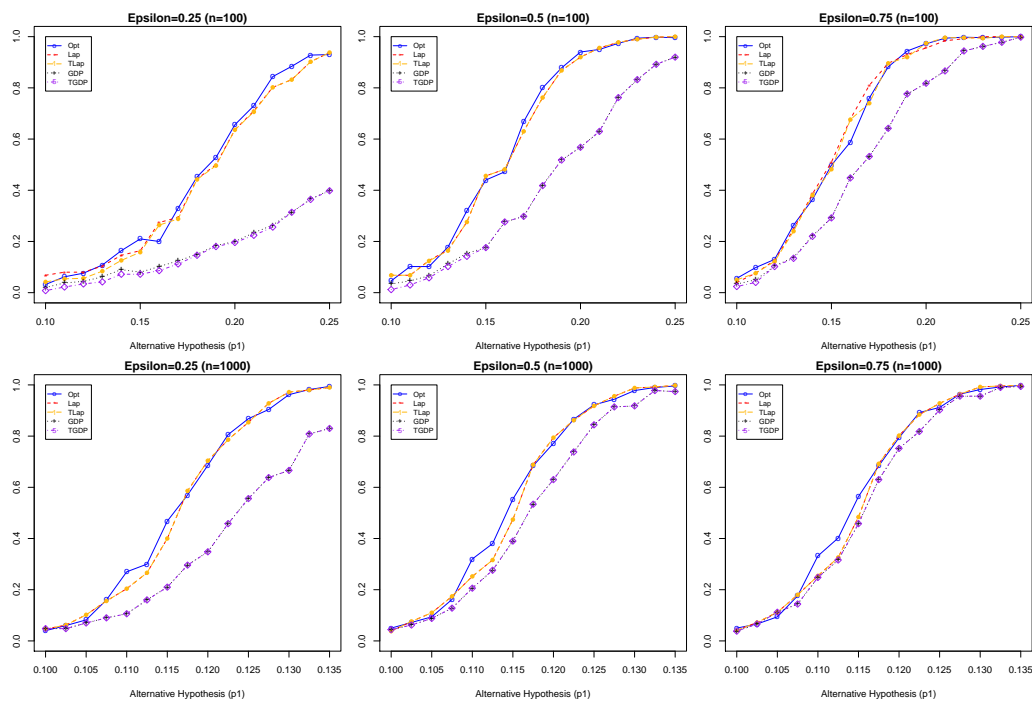 Epsilon=0.25 (n=100)
Epsilon=0.5 (n=100)
Epsilon=0.75 (n=100)
Opt
Lap
TLap
GDP
TGDP
Opt
Lap
TLap
GDP
TGDP
Opt
Lap
TLap
GDP
TGDP
1.0
0.8
0.6
0.4
0.2
0.0
1.0
0.8
0.6
0.4
0.2
0.0
1.0
0.8
0.6
0.4
0.2
0.0
0.10 0.15 0.20 0.25
0.10 0.15 0.20 0.25
0.10 0.15 0.20 0.25
Alternative Hypothesis (p1)
Alternative Hypothesis (p1)
Alternative Hypothesis (p1)
Epsilon=0.25 (n=1000)
Epsilon=0.5 (n=1000)
Epsilon=0.75 (n=1000)
Opt
Lap
TLap
GDP
TGDP
Opt
Lap
TLap
GDP
TGDP
Opt
Lap
TLap
GDP
TGDP
1.0
0.8
0.6
0.4
0.2
0.0
1.0
0.8
0.6
0.4
0.2
0.0
1.0
0.8
0.6
0.4
0.2
0.0
0.100 0.105 0.110 0.115 0.120 0.125 0.130 0.135
0.100 0.105 0.110 0.115 0.120 0.125 0.130 0.135
0.100 0.105 0.110 0.115 0.120 0.125 0.130 0.135
Alternative Hypothesis (p1)
Alternative Hypothesis (p1)
Alternative Hypothesis (p1)